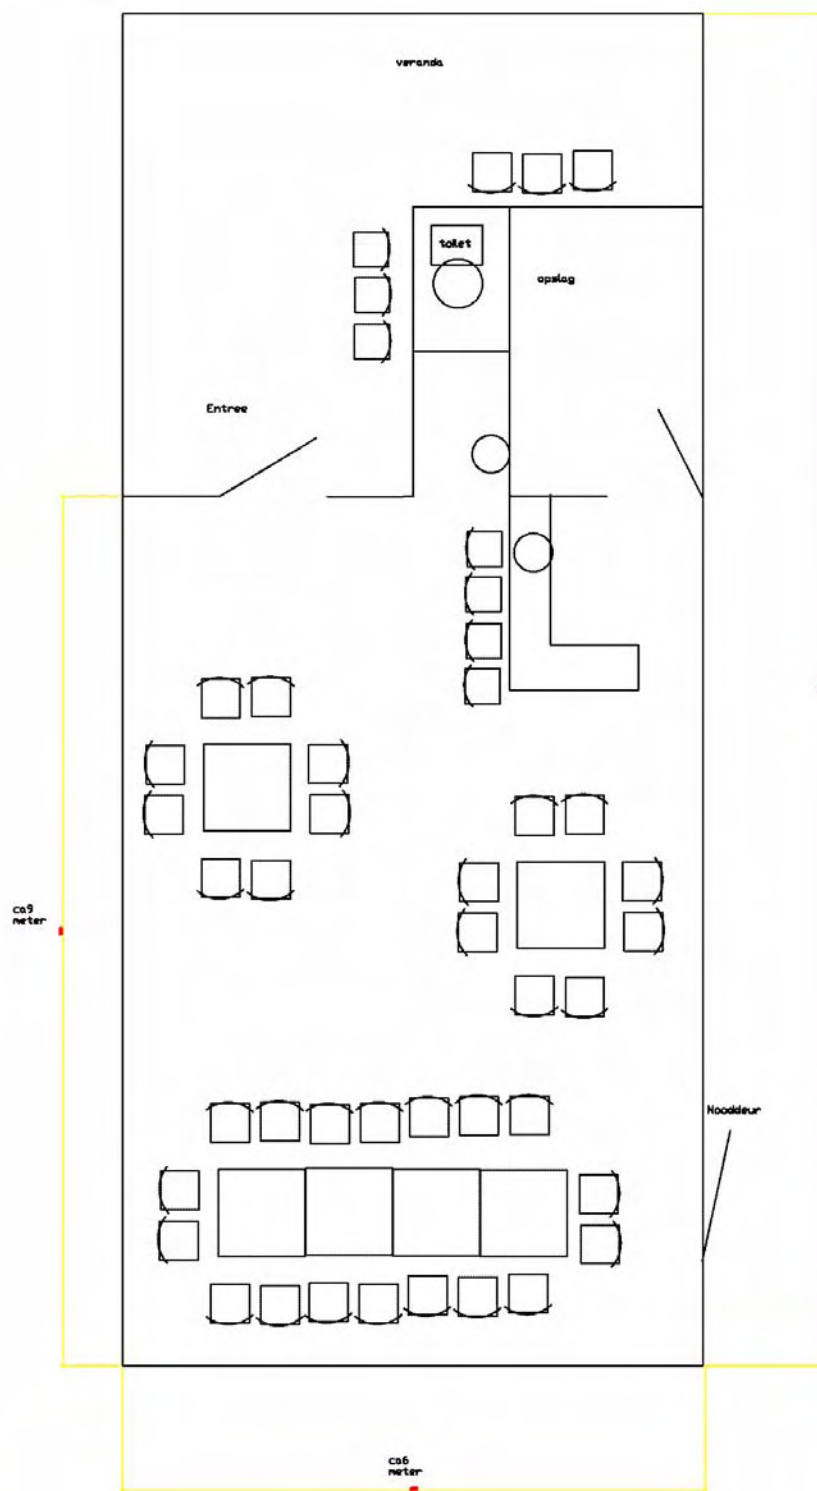 veranda
toilet
opslag
Entree
ca9
meter
Nooddeur
ca6
meter